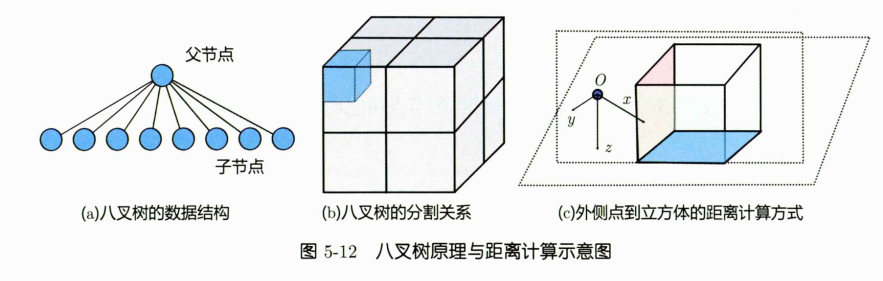 父节点
子节点
O
x
y
z
(a)八叉树的数据结构
(b)八叉树的分割关系
(c)外侧点到立方体的距离计算方式
图 5-12 八叉树原理与距离计算示意图